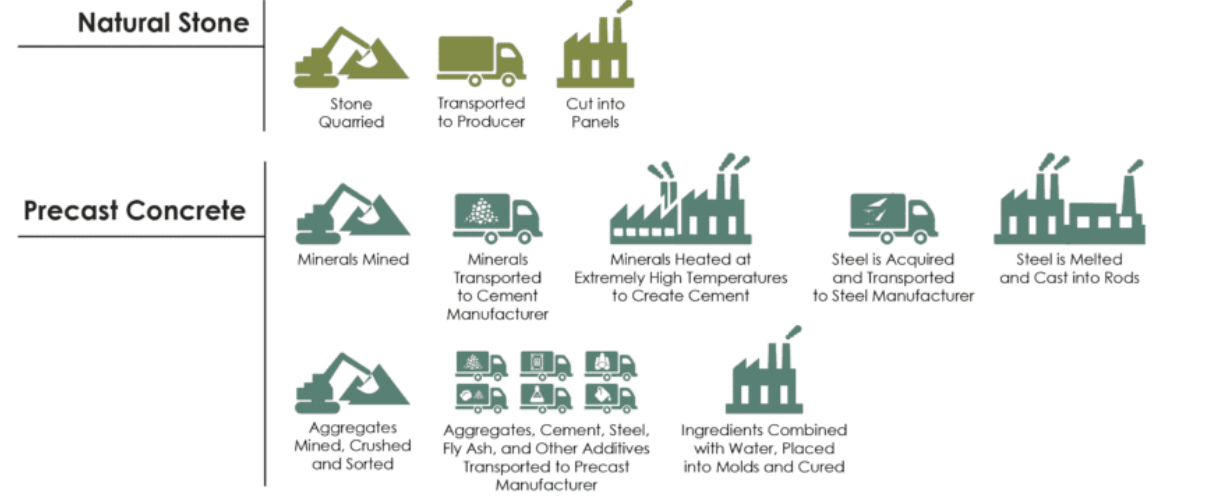 Natural Stone
Stone
Quarried
Transported
to Producer
Cut into
Panels
Precast Concrete
Minerals Mined
Minerals
Transported
to Cement
Manufacturer
Minerals Heated at
Extremely High Temperatures
to Create Cement
Steel is Acquired
and Transported
to Steel Manufacturer
Steel is Melted
and Cast into Rods
Aggregates
Mined, Crushed
and Sorted
Aggregates, Cement, Steel,
Fly Ash, and Other Additives
Transported to Precast
Manufacturer
Ingredients Combined
with Water, Placed
into Molds and Cured